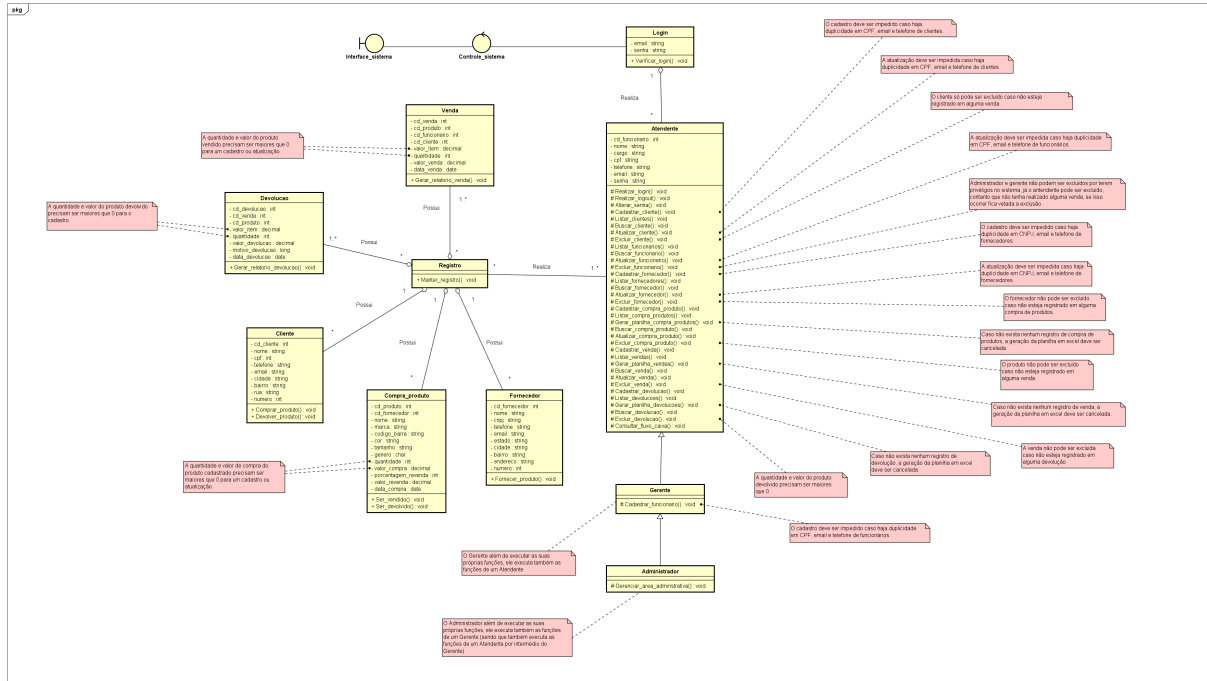 pkg
Interface_sistema
Controle_sistema
Login
- email : string
- senha : string
+ Verificar_login() : void
1
Realiza
*
Venda
- cd_venda : int
- cd_produto : int
- cd_funcionario : int
- cd_cliente : int
- valor_item : decimal
- quantidade : int
- valor_venda : decimal
- data_venda : date
+ Gerar_relatorio_venda() : void
A quantidade e valor do produto
vendido precisam ser maiores que 0
para um cadastro ou atualização.
Possui
1..*
*
Devolucao
- cd_devolucao : int
- cd_venda : int
- cd_produto : int
- valor_item : decimal
- quantidade : int
- valor_devolucao : decimal
- motivo_devolucao : long
- data_devolucao : date
+ Gerar_relatorio_devolucao() : void
A quantidade e valor do produto devolvido
precisam ser maiores que 0 para o
cadastro.
1..*
Possui
*
Registro
+ Manter_registro() : void
*
Realiza
1..*
1
1
1
Possui
*
Possui
*
Possui
*
Cliente
- cd_cliente : int
- nome : string
- cpf : int
- telefone : string
- email : string
- cidade : string
- bairro : string
- rua : string
- numero : int
+ Comprar_produto() : void
+ Devolver_produto() : void
Compra_produto
- cd_produto : int
- cd_fornecedor : int
- nome : string
- marca : string
- codigo_barra : string
- cor : string
- tamanho : string
- genero : char
- quantidade : int
- valor_compra : decimal
- porcentagem_revenda : int
- valor_revenda : decimal
- data_compra : date
+ Ser_vendido() : void
+ Ser_devolvido() : void
A quantidade e valor de compra do
produto cadastrado precisam ser
maiores que 0 para um cadastro ou
atualização.
Fornecedor
- cd_fornecedor : int
- nome : string
- cnpj : string
- telefone : string
- email : string
- estado : string
- cidade : string
- bairro : string
- endereco : string
- numero : int
+ Fornecer_produto() : void
Atendente
- cd_funcionario : int
- nome : string
- cargo : string
- cpf : string
- telefone : string
- email : string
- senha : string
# Realizar_login() : void
# Realizar_logout() : void
# Alterar_senha() : void
# Cadastrar_cliente() : void
# Listar_clientes() : void
# Buscar_cliente() : void
# Atualizar_cliente() : void
# Excluir_cliente() : void
# Listar_funcionarios() : void
# Buscar_funcionario() : void
# Atualizar_funcionario() : void
# Excluir_funcionario() : void
# Cadastrar_fornecedor() : void
# Listar_fornecedores() : void
# Buscar_fornecedor() : void
# Atualizar_fornecedor() : void
# Excluir_fornecedor() : void
# Cadastrar_compra_produto() : void
# Listar_compra_produtos() : void
# Gerar_planilha_compra_produtos() : void
# Buscar_compra_produto() : void
# Atualizar_compra_produto() : void
# Excluir_compra_produto() : void
# Cadastrar_venda() : void
# Listar_vendas() : void
# Gerar_planilha_vendas() : void
# Buscar_venda() : void
# Atualizar_venda() : void
# Excluir_venda() : void
# Cadastrar_devolucao() : void
# Listar_devolucoes() : void
# Gerar_planilha_devolucoes() : void
# Buscar_devolucao() : void
# Excluir_devolucao() : void
# Consultar_fluxo_caixa() : void
O cadastro deve ser impedido caso haja
duplicidade em CPF, email e telefone de clientes.
A atualização deve ser impedida caso haja
duplicidade em CPF, email e telefone de clientes.
O cliente só pode ser excluído caso não esteja
registrado em alguma venda
A atualização deve ser impedida caso haja duplicidade
em CPF, email e telefone de funcionários.
Administrador e gerente não podem ser excluídos por terem
privilégios no sistema, já o antendente pode ser excluído,
contanto que não tenha realizado alguma venda, se isso
ocorrer fica vetada a exclusão.
O cadastro deve ser impedido caso haja
duplicidade em CNPJ, email e telefone de
fornecedores.
A atualização deve ser impedida caso haja
duplicidade em CNPJ, email e telefone de
fornecedores.
O fornecedor não pode ser excluído
caso não esteja registrado em alguma
compra de produtos.
Caso não exista nenhum registro de compra de
produtos, a geração da planilha em excel deve ser
cancelada.
O produto não pode ser excluído
caso não esteja registrado em
alguma venda.
Caso não exista nenhum registro de venda, a
geração da planilha em excel deve ser cancelada.
A venda não pode ser excluída
caso não esteja registrado em
alguma devolução.
Caso não exista nenhum registro de
devolução, a geração da planilha em excel
deve ser cancelada.
A quantidade e valor do produto
devolvido precisam ser maiores
que 0.
Gerente
# Cadastrar_funcionario() : void
O cadastro deve ser impedido caso haja duplicidade
em CPF, email e telefone de funcionários.
O Gerente além de executar as suas
próprias funções, ele executa também as
funções de um Atendente
Administrador
# Gerenciar_area_administrativa() : void
O Administrador além de executar as suas
próprias funções, ele executa também as funções
de um Gerente (sendo que também executa as
funções de um Atendente por intermédio do
Gerente)